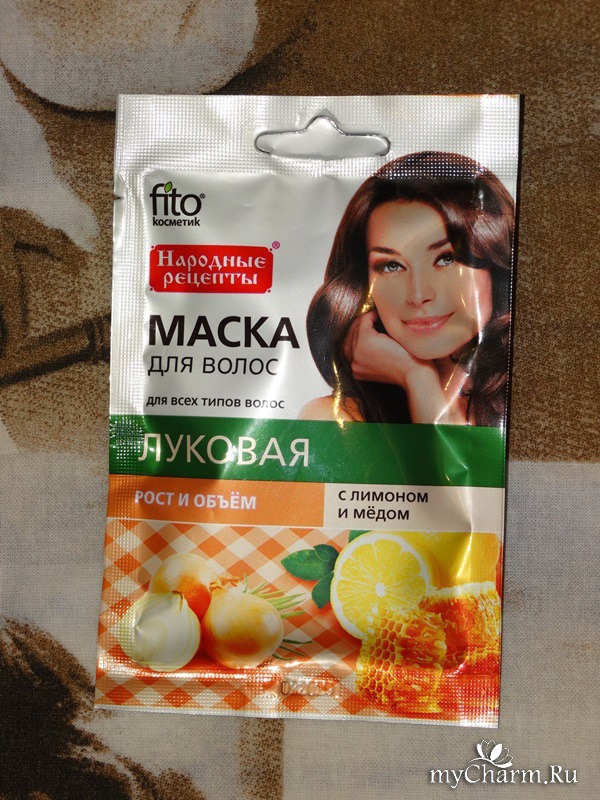 fito®
косметик
Народные®
рецепты
МАСКА
для волос
для всех типов волос
ЛУКОВАЯ
РОСТ И ОБЪЁМ
С ЛИМОНОМ
И МЁДОМ
myCharm.Ru